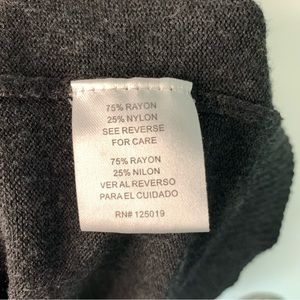 75% RAYON
25% NYLON
SEE REVERSE
FOR CARE
75% RAYON
25% NILON
VER AL REVERSO
PARA EL CUIDADO
RN# 125019